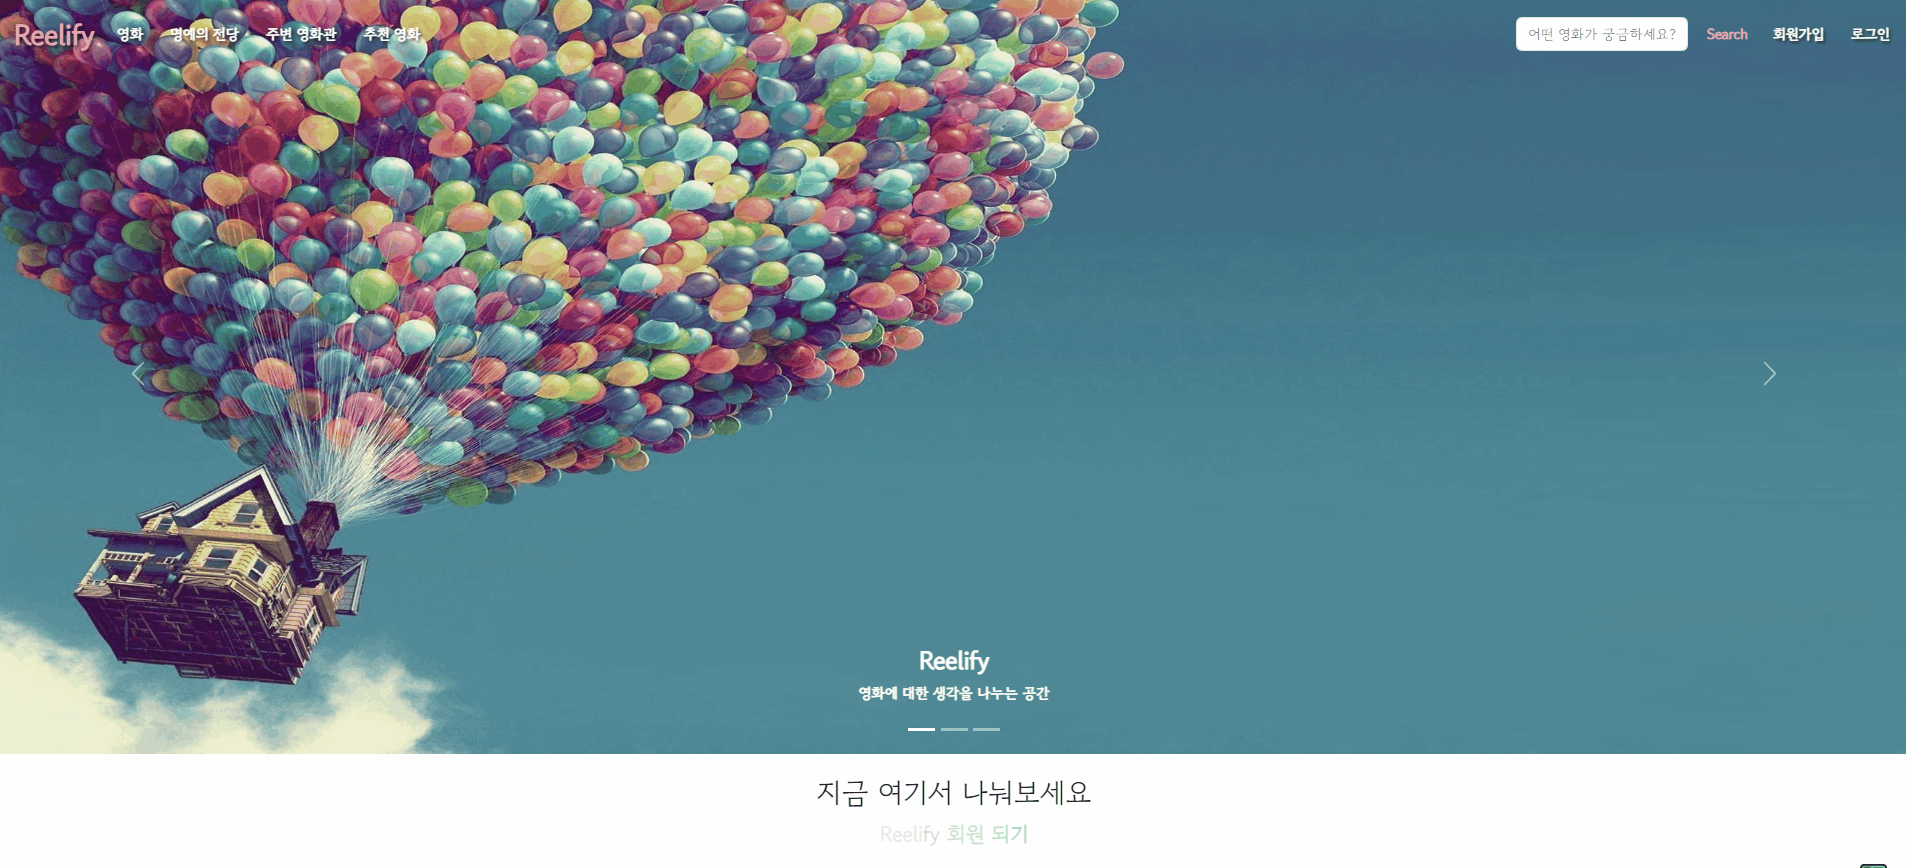 Reelify 영화 명예의 전당 주변 영화관 추천 영화 어떤 영화가 궁금하세요? Search 회원가입 로그인
Reelify
영화에 대한 생각을 나누는 공간
지금 여기서 나눠보세요
Reelify 회원 되기